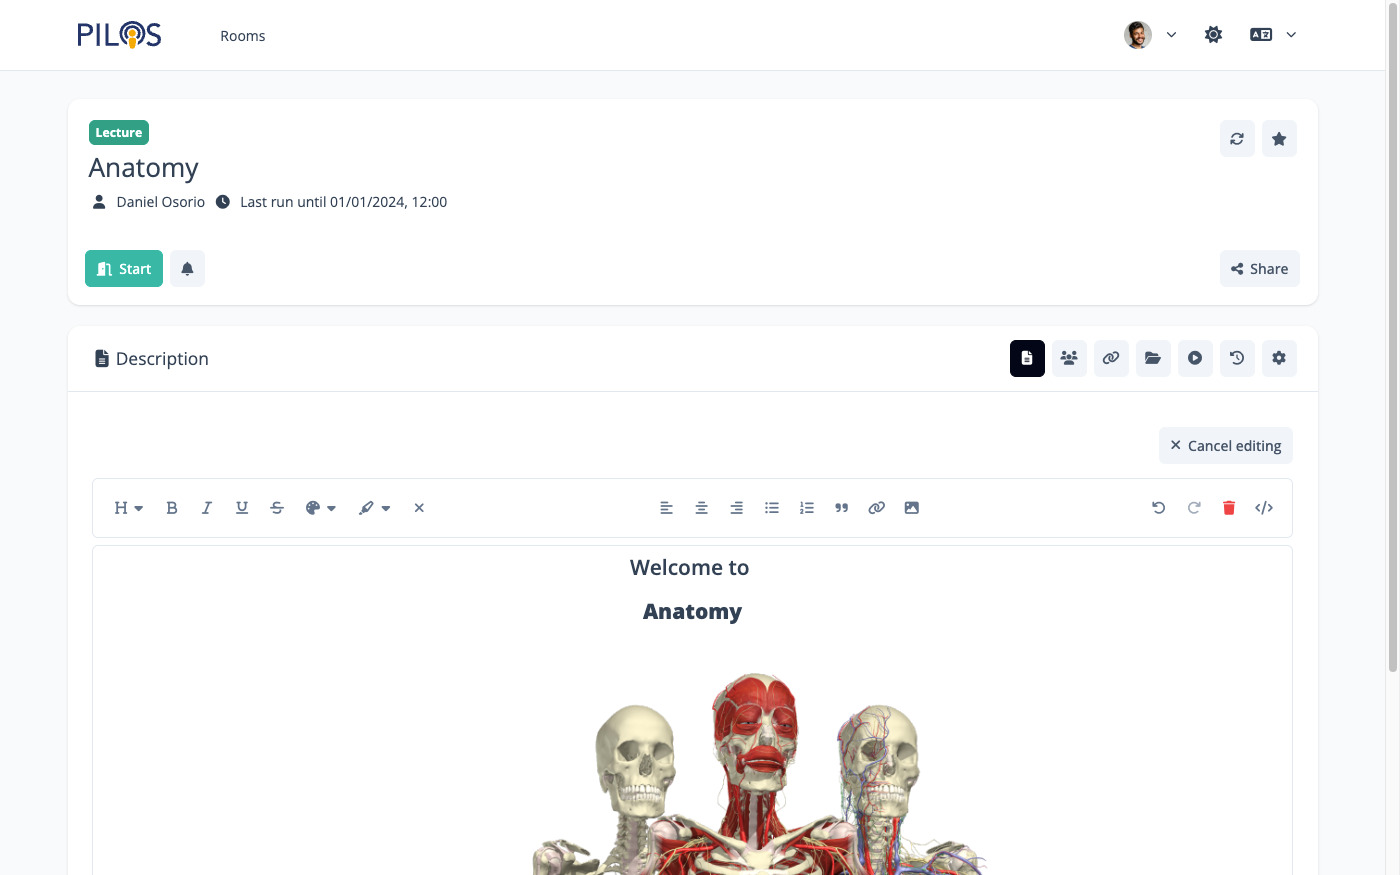 PILOS
Rooms
Lecture
Anatomy
Daniel Osorio Last run until 01/01/2024, 12:00
Start
Share
Description
Cancel editing
Welcome to
Anatomy